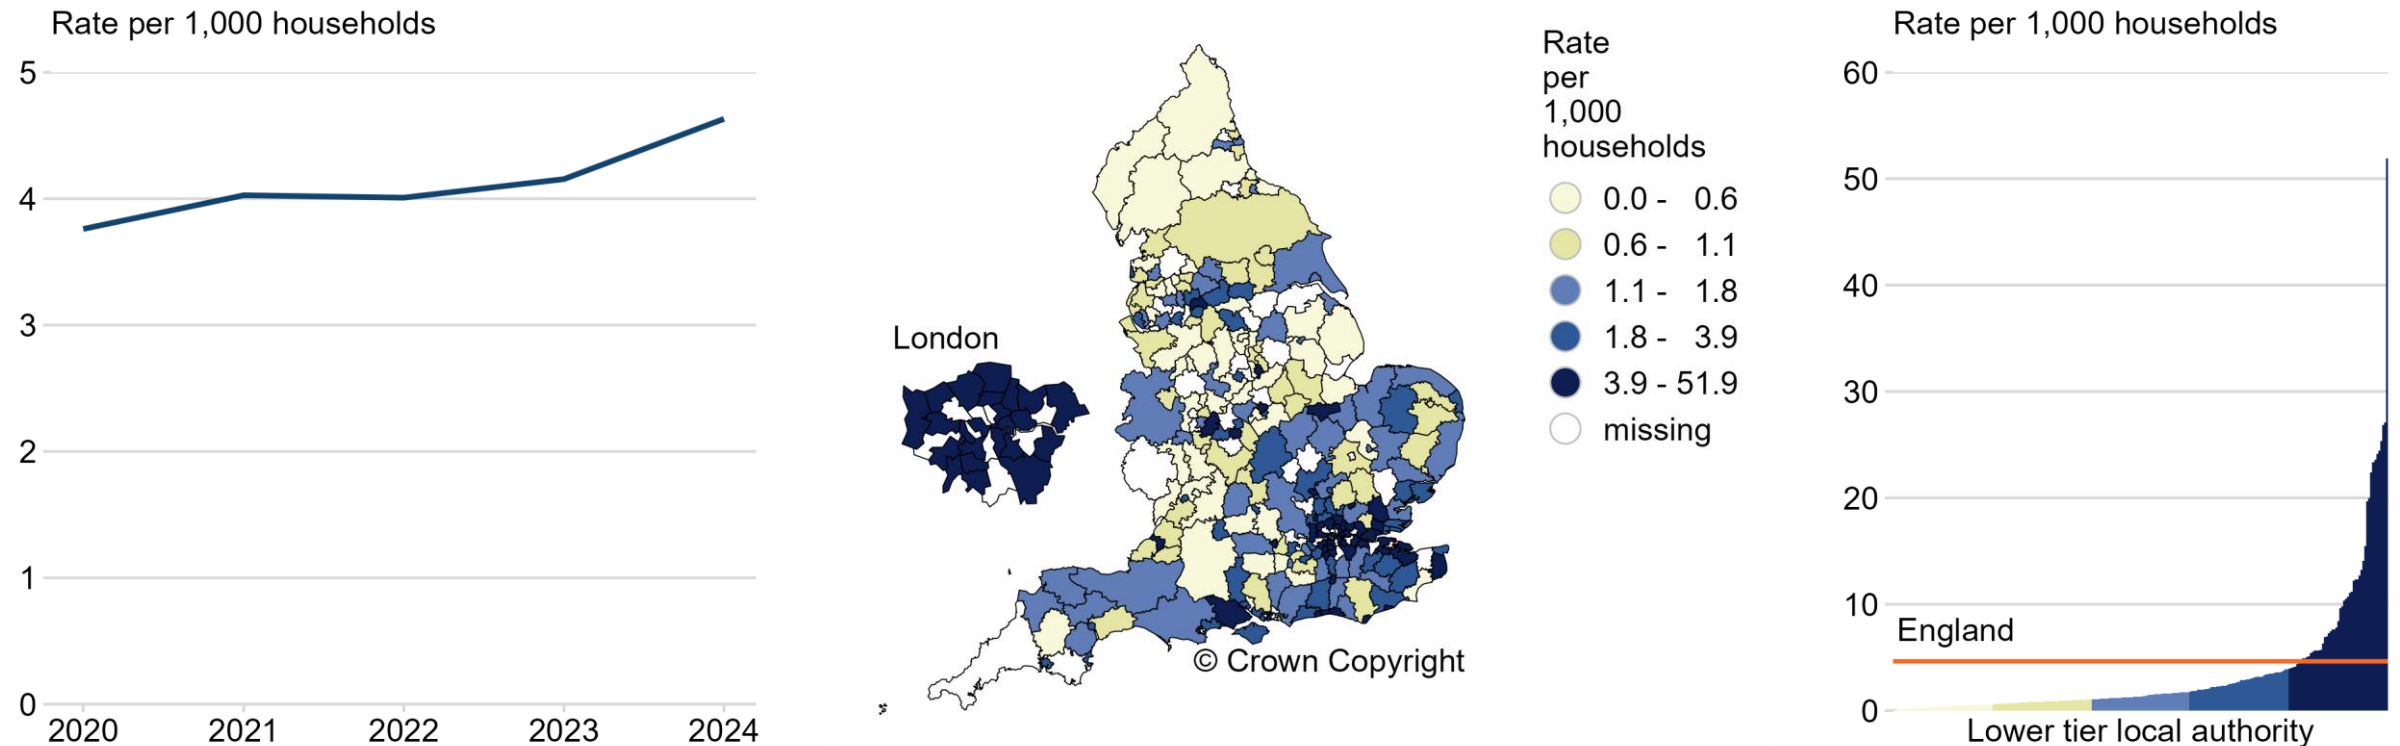 Rate per 1,000 households
5
4
3
2
1
0
2020 2021 2022 2023 2024
London
© Crown Copyright
Rate
per
1,000
households
0.0 - 0.6
0.6 - 1.1
1.1 - 1.8
1.8 - 3.9
3.9 - 51.9
missing
Rate per 1,000 households
60
50
40
30
20
10
0
England
Lower tier local authority